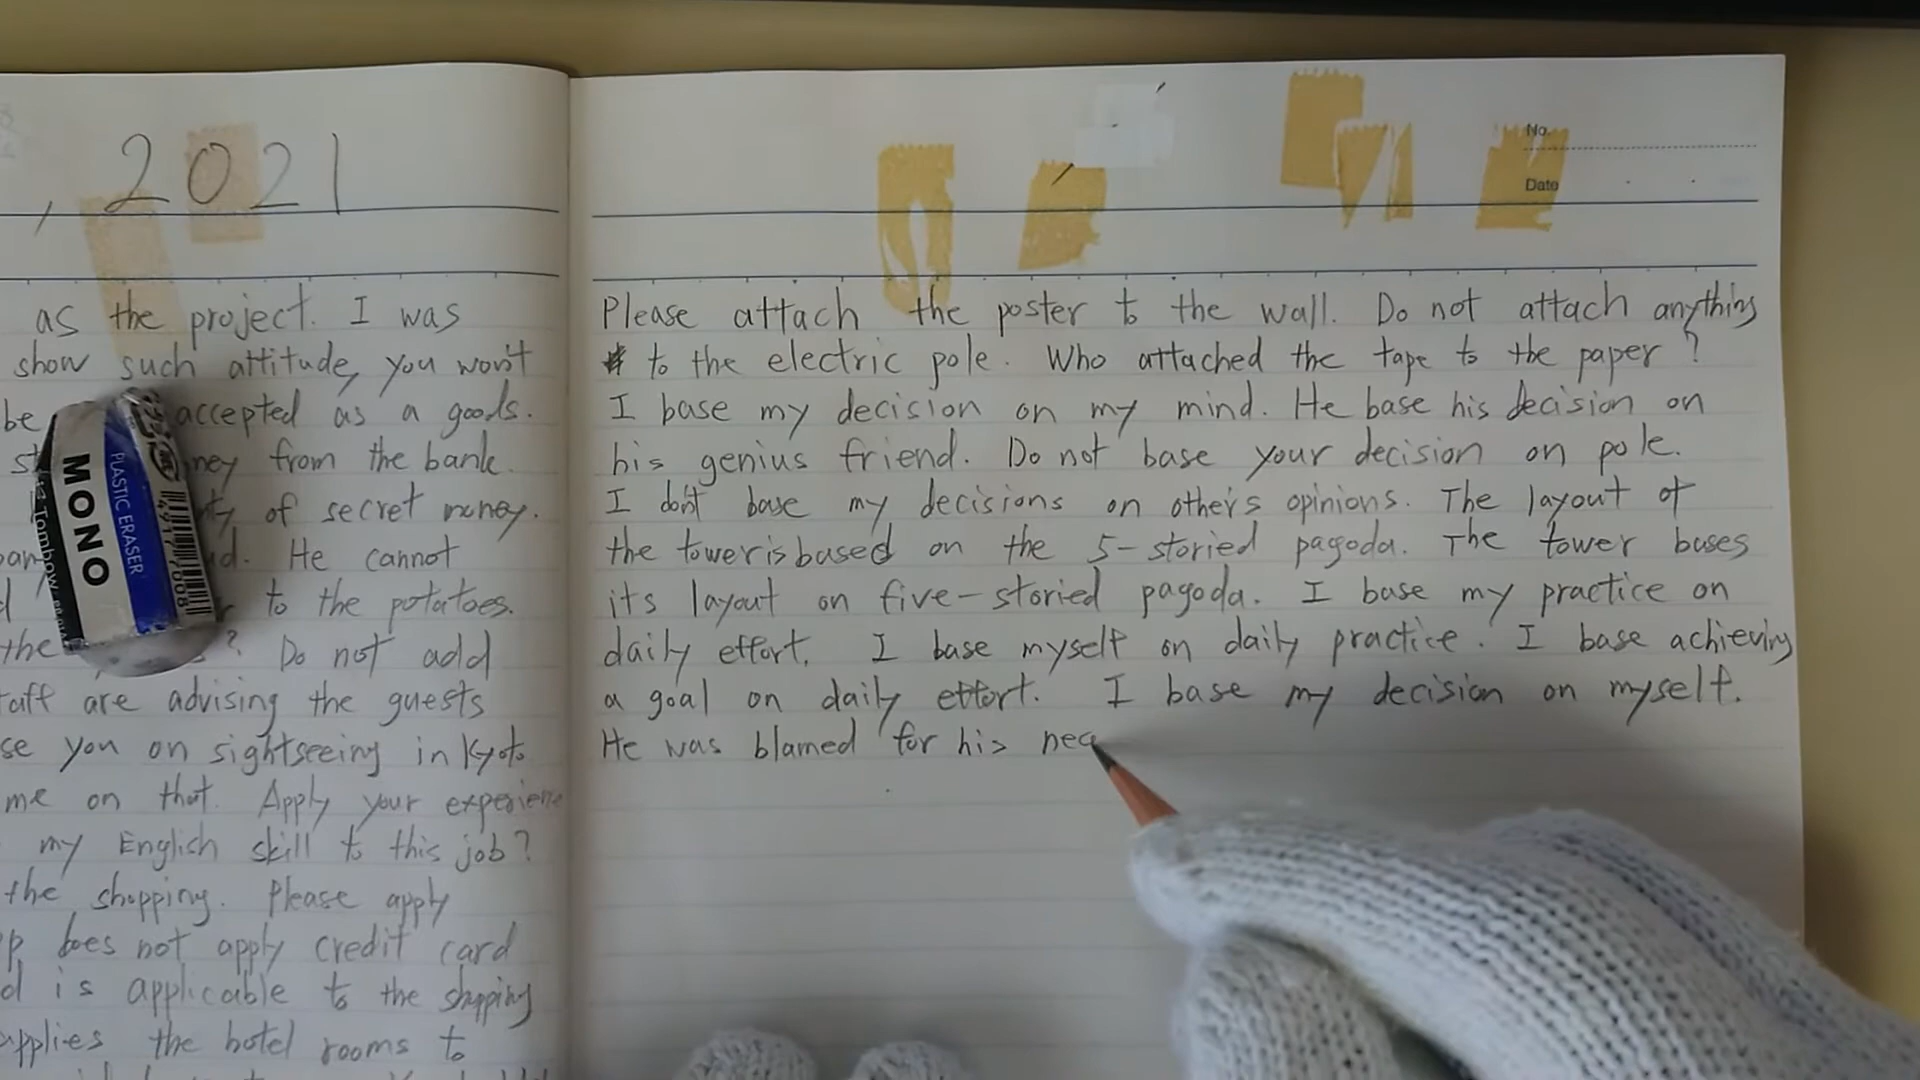 , 2021
as the project. I was
show such attitude, you won't
be accepted as a goods.
from the bank.
of secret money.
He cannot
to the potatoes.
the ? Do not add
are advising the guests
you on sightseeing in Kyoto
me on that. Apply your experience
my English skill to this job?
the shopping. Please apply
does not apply credit card
is applicable to the shipping
the hotel rooms to
MONO
PLASTIC ERASER
Tombow
No.
Date
Please attach the poster to the wall. Do not attach anything
to the electric pole. Who attached the tape to the paper?
I base my decision on my mind. He base his decision on
his genius friend. Do not base your decision on pole.
I don't base my decisions on other's opinions. The layout of
the tower is based on the 5-storied pagoda. The tower bases
its layout on five-storied pagoda. I base my practice on
daily effort. I base myself on daily practice. I base achieving
a goal on daily effort. I base my decision on myself.
He was blamed for his neg